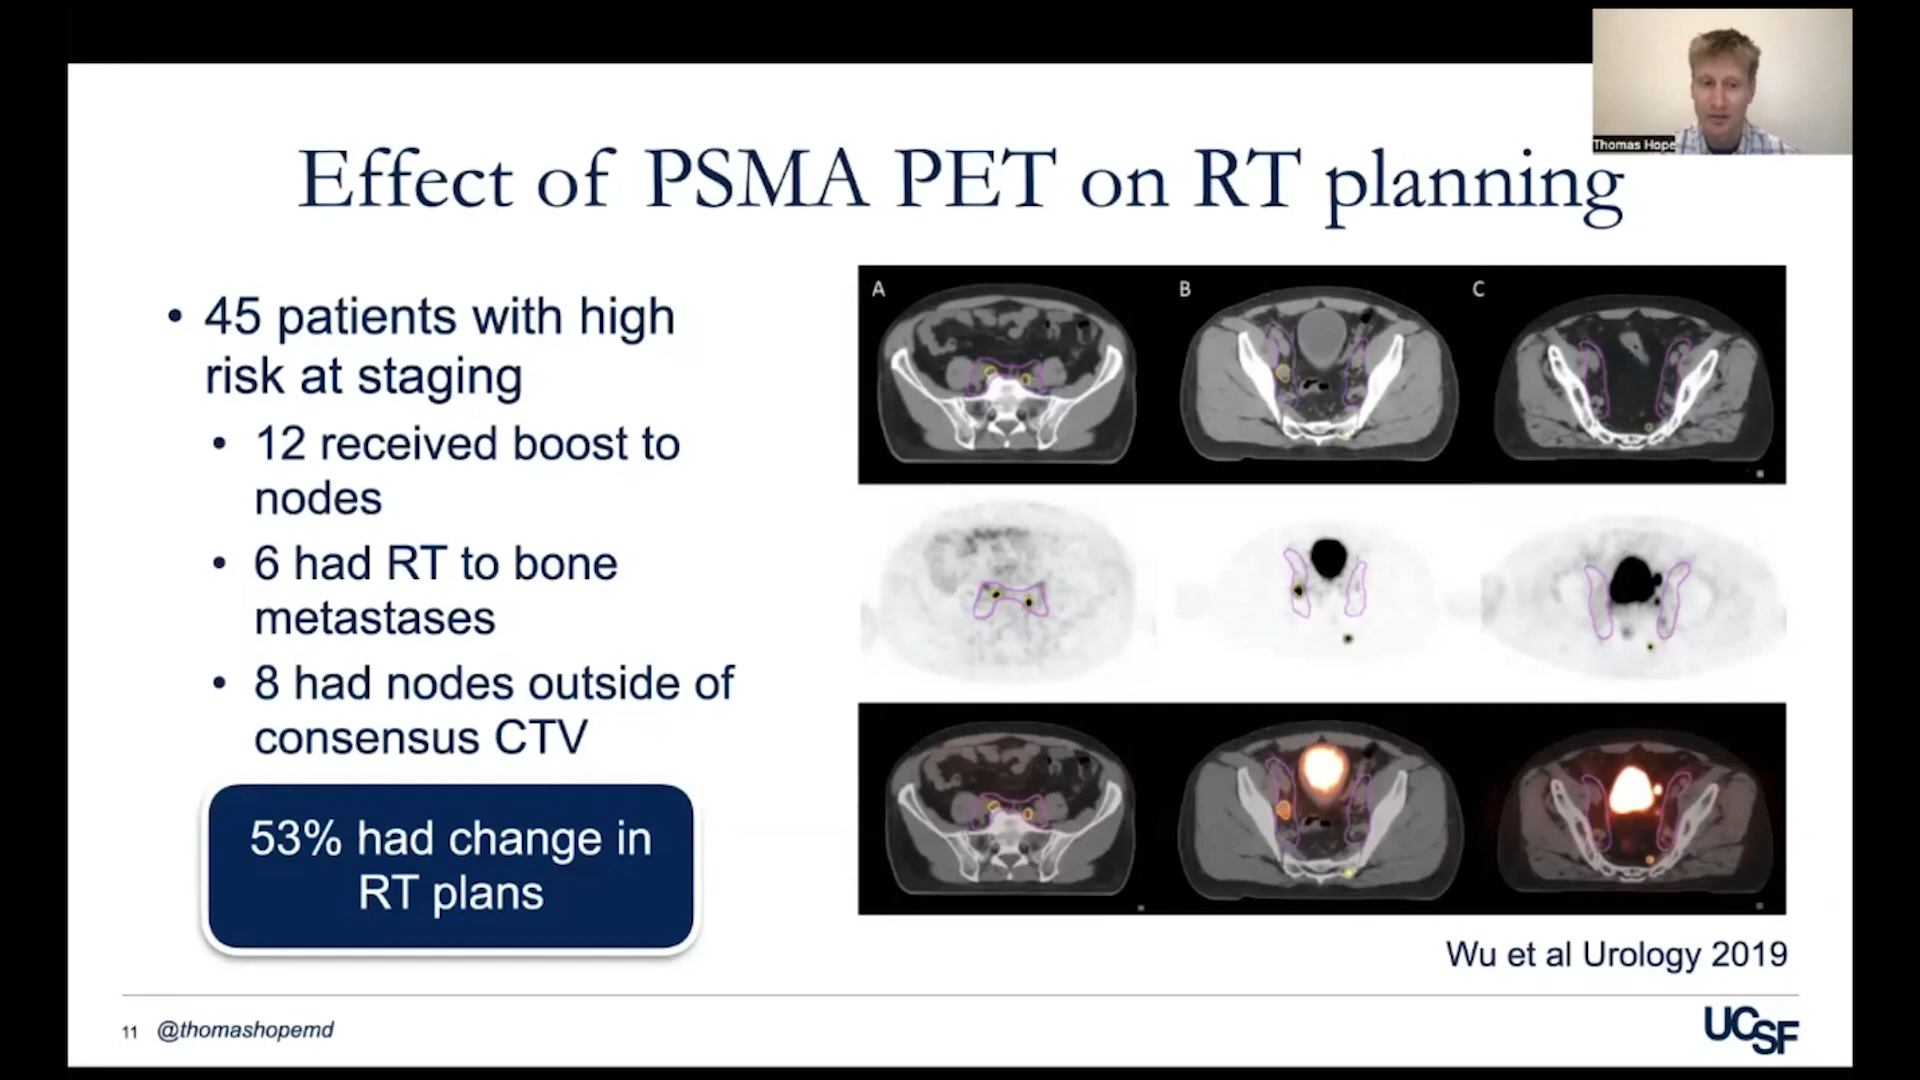 Thomas Hope
Effect of PSMA PET on RT planning
• 45 patients with high
risk at staging
• 12 received boost to
nodes
• 6 had RT to bone
metastases
• 8 had nodes outside of
consensus CTV
53% had change in
RT plans
A
B
C
Wu et al Urology 2019
11 @thomashopemd
UCSF